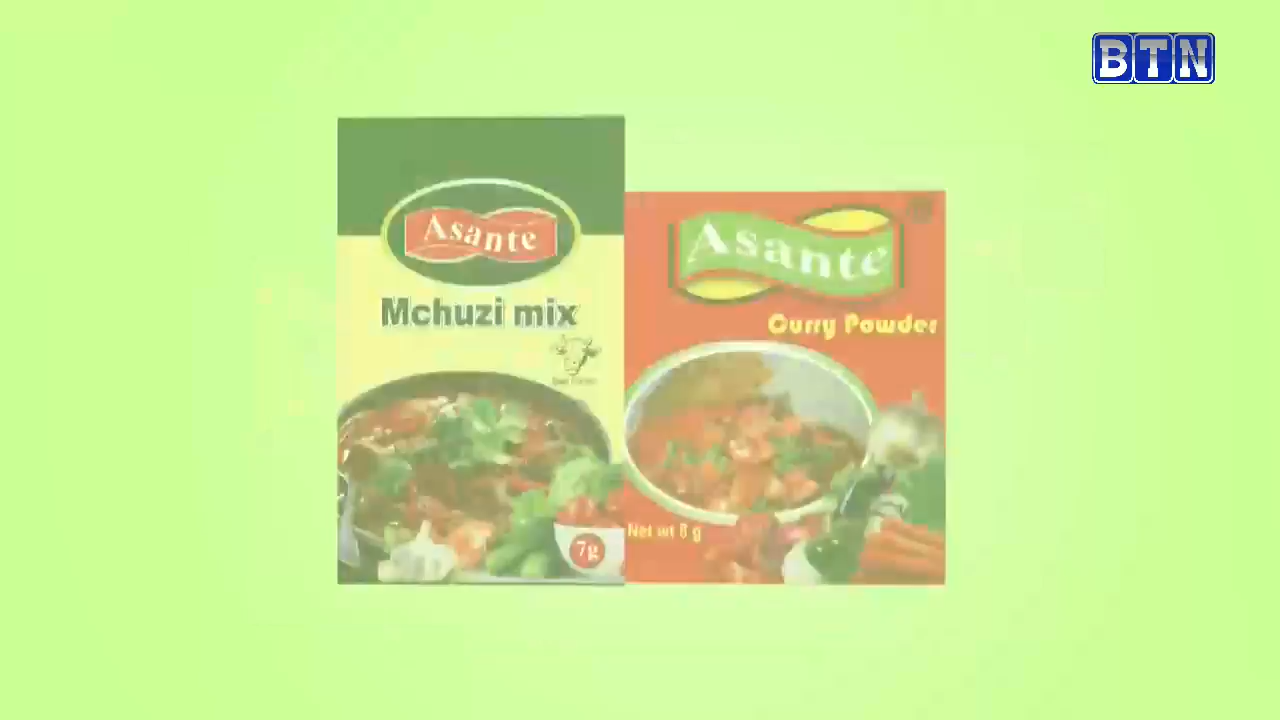 BTN
Asante
Mchuzi mix
7g
Asante
Curry Powder
Net wt 8 g